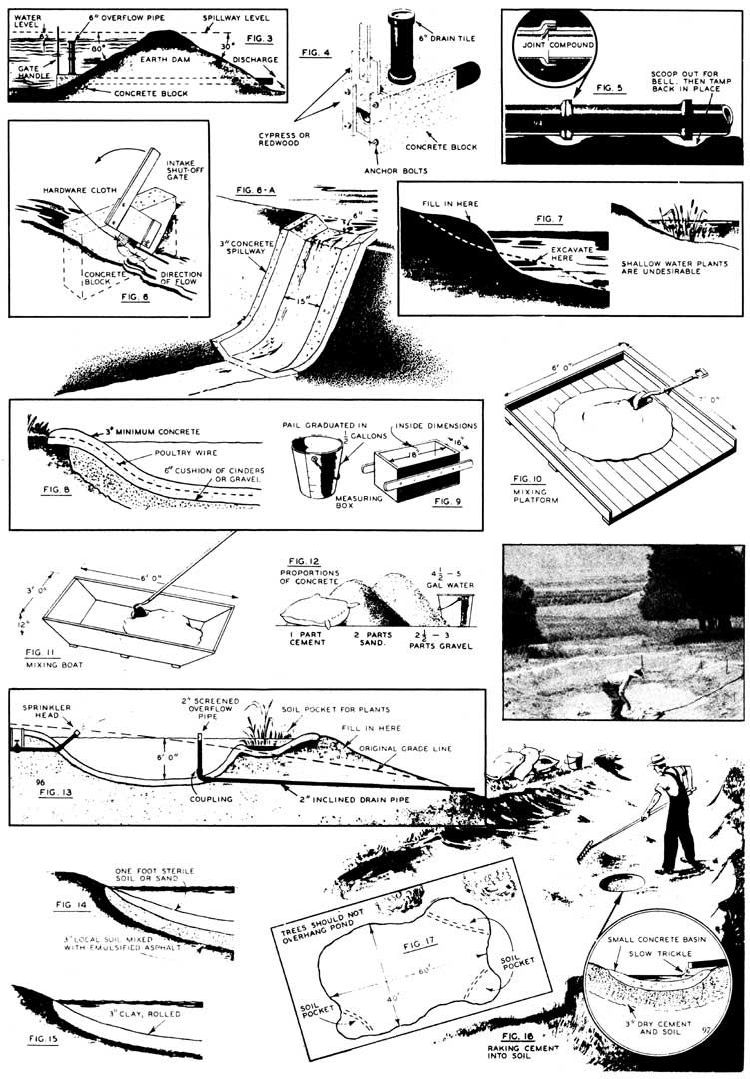 WATER
LEVEL
6" OVERFLOW PIPE
SPILLWAY LEVEL
FIG. 3
6"
60°
30°
GATE
HANDLE
EARTH DAM
DISCHARGE
CONCRETE BLOCK
FIG. 4
6" DRAIN TILE
CYPRESS OR
REDWOOD
CONCRETE BLOCK
ANCHOR BOLTS
JOINT COMPOUND
FIG. 5
SCOOP OUT FOR
BELL, THEN TAMP
BACK IN PLACE
INTAKE
SHUT-OFF
GATE
HARDWARE CLOTH
CONCRETE
BLOCK
DIRECTION
OF FLOW
FIG. 6
FIG. 6-A
6"
3" CONCRETE
SPILLWAY
15"
FILL IN HERE
FIG. 7
EXCAVATE
HERE
SHALLOW WATER PLANTS
ARE UNDESIRABLE
3" MINIMUM CONCRETE
POULTRY WIRE
6" CUSHION OF CINDERS
OR GRAVEL
FIG. 8
PAIL GRADUATED IN
1/2 GALLONS
INSIDE DIMENSIONS
16"
18"
MEASURING
BOX
FIG. 9
6' 0"
7' 0"
FIG. 10
MIXING
PLATFORM
6' 0"
3' 0"
12"
FIG. 11
MIXING BOAT
FIG. 12
PROPORTIONS
OF CONCRETE
4 1/2 - 5
GAL WATER
1 PART
CEMENT
2 PARTS
SAND.
2 1/2 - 3
PARTS GRAVEL
SPRINKLER
HEAD
2" SCREENED
OVERFLOW
PIPE
SOIL POCKET FOR PLANTS
FILL IN HERE
ORIGINAL GRADE LINE
6' 0"
96
FIG. 13
COUPLING
2" INCLINED DRAIN PIPE
ONE FOOT STERILE
SOIL OR SAND
FIG. 14
3" LOCAL SOIL MIXED
WITH EMULSIFIED ASPHALT
3" CLAY, ROLLED
FIG. 15
TREES SHOULD NOT
OVERHANG POND
FIG. 17
60'
40'
SOIL
POCKET
SOIL
POCKET
SMALL CONCRETE BASIN
SLOW TRICKLE
3" DRY CEMENT
AND SOIL
97
FIG. 16
RAKING CEMENT
INTO SOIL